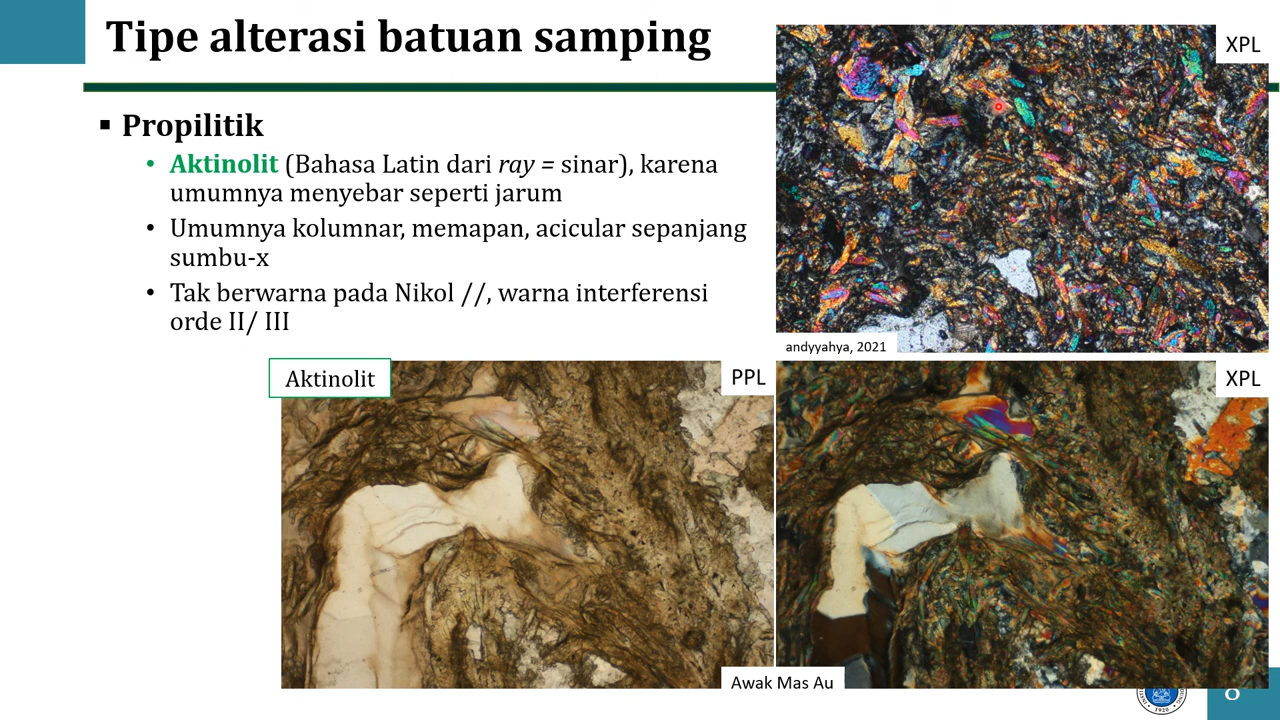 Tipe alterasi batuan samping
XPL
▪ Propilitik
• Aktinolit (Bahasa Latin dari ray = sinar), karena
umumnya menyebar seperti jarum
• Umumnya kolumnar, memapan, acicular sepanjang
sumbu-x
• Tak berwarna pada Nikol //, warna interferensi
orde II/ III
andyyahya, 2021
Aktinolit
PPL
XPL
Awak Mas Au
1920
8